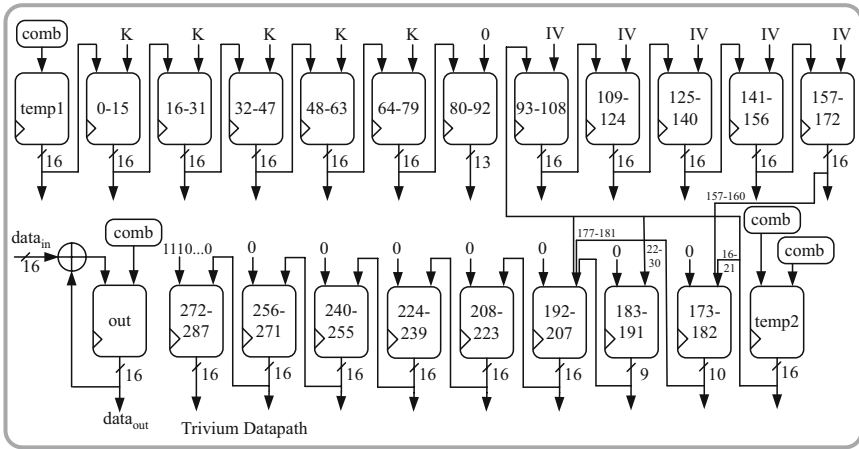 comb K K K K K 0 IV IV IV IV IV
temp1 0-15 16-31 32-47 48-63 64-79 80-92 93-108 109-124 125-140 141-156 157-172
16 16 16 16 16 16 13 16 16 16 16 16
157-160
177-181
data_in comb comb comb
16 1110...0 0 0 0 0 0 0 22-30 0 16-21
out 272-287 256-271 240-255 224-239 208-223 192-207 183-191 173-182 temp2
16 16 16 16 16 16 16 9 10 16
data_out Trivium Datapath